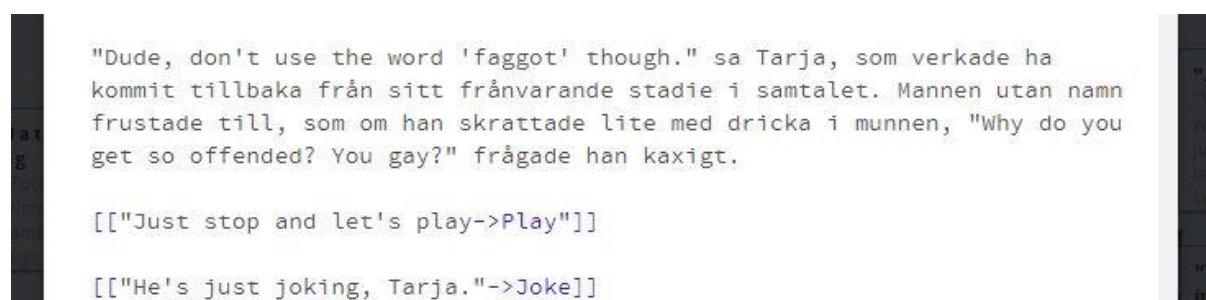 "Dude, don't use the word 'faggot' though." sa Tarja, som verkade ha
kommit tillbaka från sitt frånvarande stadie i samtalet. Mannen utan namn
frustade till, som om han skrattade lite med dricka i munnen, "Why do you
get so offended? You gay?" frågade han kaxigt.
[["Just stop and let's play->Play"]]
[["He's just joking, Tarja."->Joke]]